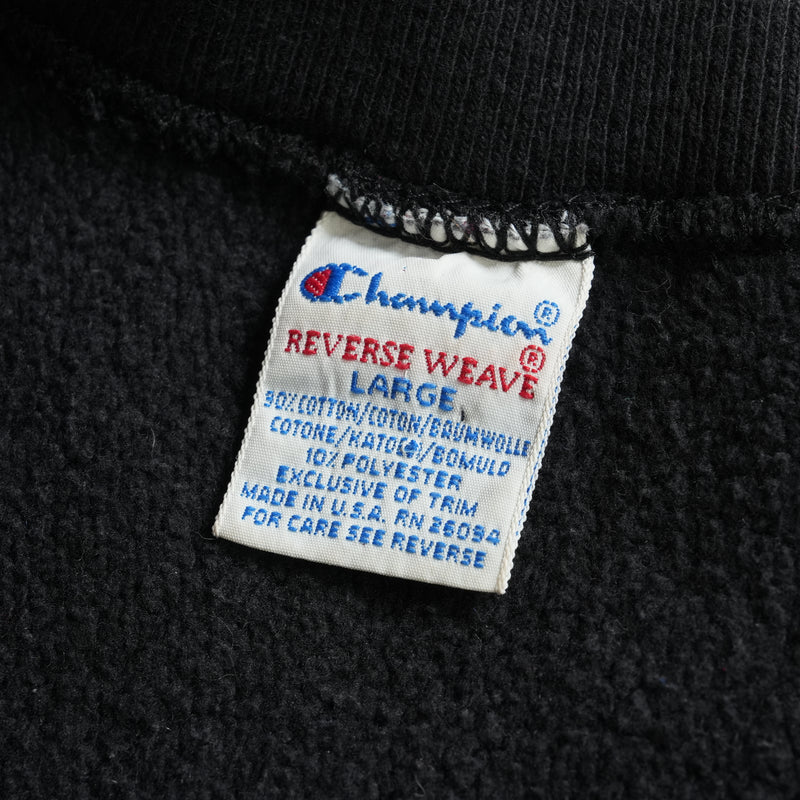 Champion®
REVERSE WEAVE®
LARGE
90% COTTON/COTON/BAUMWOLLE
COTONE/KATOEN/BOMULD
10% POLYESTER
EXCLUSIVE OF TRIM
MADE IN U.S.A. RN 26094
FOR CARE SEE REVERSE